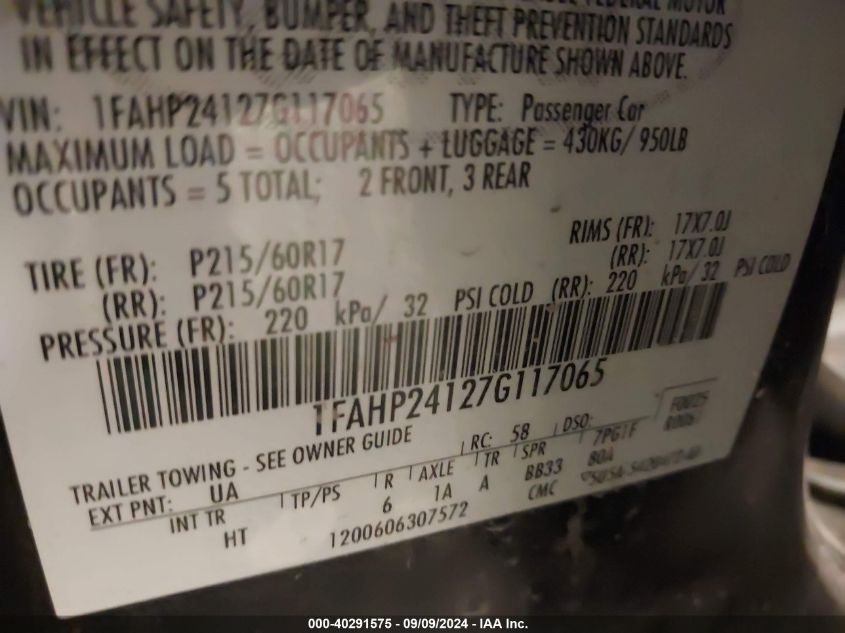 FEDERAL MOTOR
VEHICLE SAFETY, BUMPER, AND THEFT PREVENTION STANDARDS
IN EFFECT ON THE DATE OF MANUFACTURE SHOWN ABOVE.
VIN: 1FAHP24127G117065 TYPE: Passenger Car
MAXIMUM LOAD = OCCUPANTS + LUGGAGE = 430KG/ 950LB
OCCUPANTS = 5 TOTAL; 2 FRONT, 3 REAR
TIRE (FR): P215/60R17 RIMS (FR): 17X7.0J
(RR): P215/60R17 (RR): 17X7.0J
PRESSURE (FR): 220 kPa/ 32 PSI COLD (RR): 220 kPa/ 32 PSI COLD
1FAHP24127G117065
TRAILER TOWING - SEE OWNER GUIDE
EXT PNT: UA RC: 58 DSO:
INT TR TP/PS R AXLE TR SPR 7PG1F
HT 6 1A A BB33 80A
1200606307572 CMC
000-40291575 - 09/09/2024 - IAA Inc.